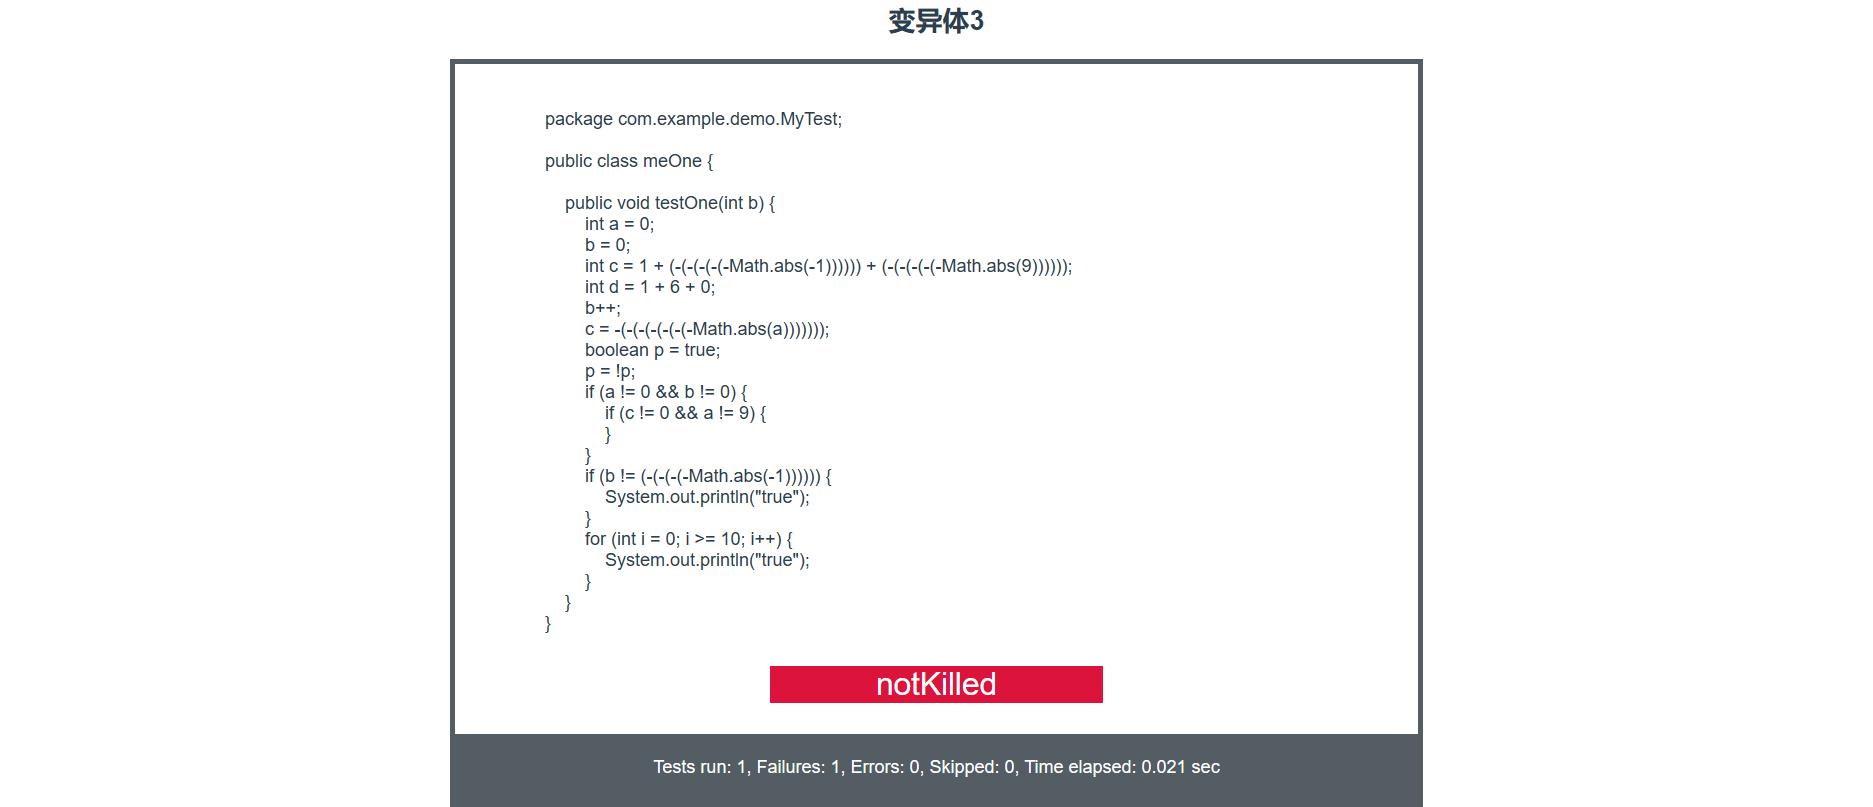 变异体3
package com.example.demo.MyTest;
public class meOne {
public void testOne(int b) {
int a = 0;
b = 0;
int c = 1 + (-(-(-(-(-Math.abs(-1)))))) + (-(-(-(-(-Math.abs(9))))));
int d = 1 + 6 + 0;
b++;
c = -(-(-(-(-(-(-Math.abs(a)))))));
boolean p = true;
p = !p;
if (a != 0 && b != 0) {
if (c != 0 && a != 9) {
}
}
if (b != (-(-(-(-Math.abs(-1)))))) {
System.out.println("true");
}
for (int i = 0; i >= 10; i++) {
System.out.println("true");
}
}
}
notKilled
Tests run: 1, Failures: 1, Errors: 0, Skipped: 0, Time elapsed: 0.021 sec